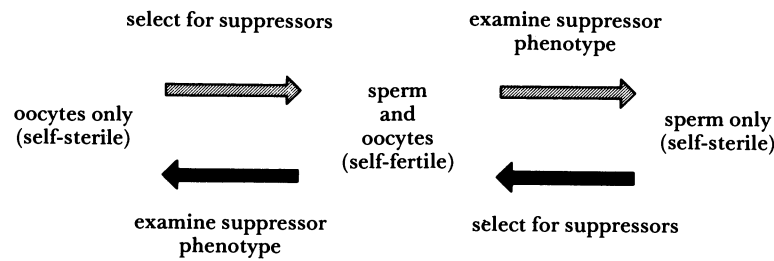 select for suppressors
examine suppressor
phenotype
oocytes only
(self-sterile)
sperm
and
oocytes
(self-fertile)
sperm only
(self-sterile)
examine suppressor
phenotype
select for suppressors